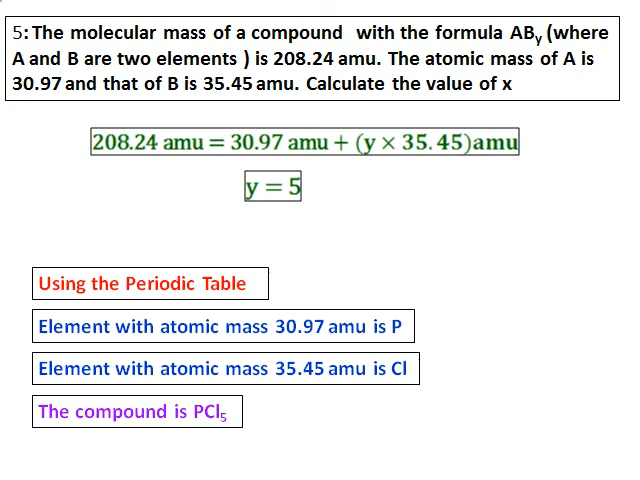 5: The molecular mass of a compound with the formula ABy (where
A and B are two elements ) is 208.24 amu. The atomic mass of A is
30.97 and that of B is 35.45 amu. Calculate the value of x
208.24 amu = 30.97 amu + (y × 35.45)amu
y = 5
Using the Periodic Table
Element with atomic mass 30.97 amu is P
Element with atomic mass 35.45 amu is Cl
The compound is PCl₅